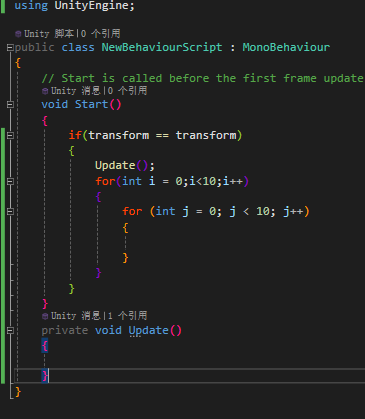 using UnityEngine;
Unity 脚本|0 个引用
public class NewBehaviourScript : MonoBehaviour
{
// Start is called before the first frame update
Unity 消息|0 个引用
void Start()
{
if(transform == transform)
{
Update();
for(int i = 0;i<10;i++)
{
for (int j = 0; j < 10; j++)
{
}
}
}
}
Unity 消息|1 个引用
private void Update()
{
}
}